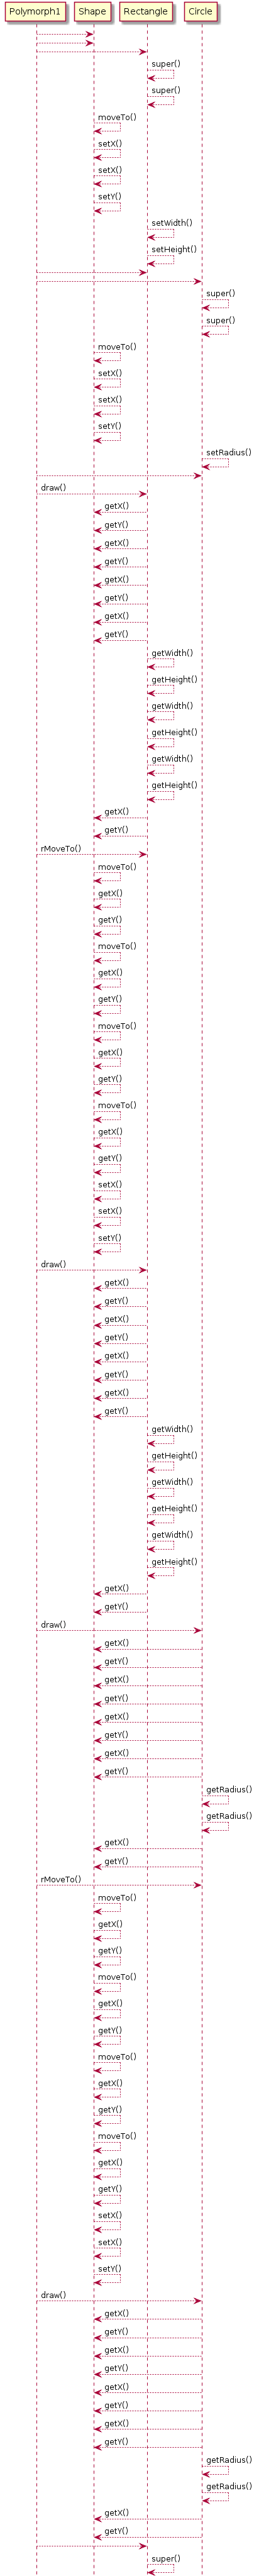 Polymorph1 Shape Rectangle Circle
super()
super()
moveTo()
setX()
setX()
setY()
setWidth()
setHeight()
super()
super()
moveTo()
setX()
setX()
setY()
setRadius()
draw()
getX()
getY()
getX()
getY()
getX()
getY()
getX()
getY()
getWidth()
getHeight()
getWidth()
getHeight()
getWidth()
getHeight()
getX()
getY()
rMoveTo()
moveTo()
getX()
getY()
moveTo()
getX()
getY()
moveTo()
getX()
getY()
moveTo()
getX()
getY()
setX()
setX()
setY()
draw()
getX()
getY()
getX()
getY()
getX()
getY()
getX()
getY()
getWidth()
getHeight()
getWidth()
getHeight()
getWidth()
getHeight()
getX()
getY()
draw()
getX()
getY()
getX()
getY()
getX()
getY()
getX()
getY()
getRadius()
getRadius()
getX()
getY()
rMoveTo()
moveTo()
getX()
getY()
moveTo()
getX()
getY()
moveTo()
getX()
getY()
moveTo()
getX()
getY()
setX()
setX()
setY()
draw()
getX()
getY()
getX()
getY()
getX()
getY()
getX()
getY()
getRadius()
getRadius()
getX()
getY()
super()